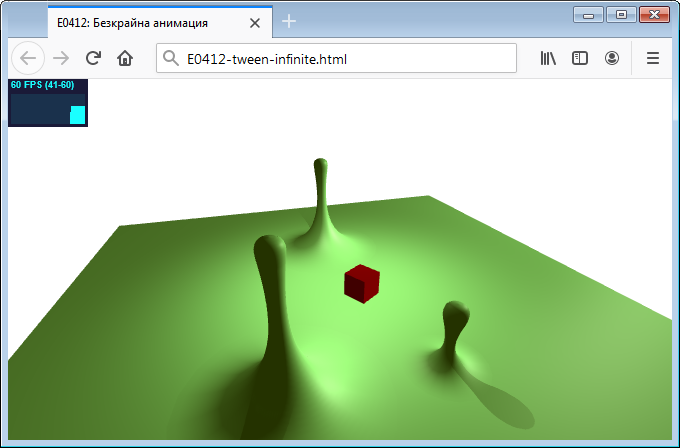 E0412: Безкрайна анимация
E0412-tween-infinite.html
60 FPS (41-60)